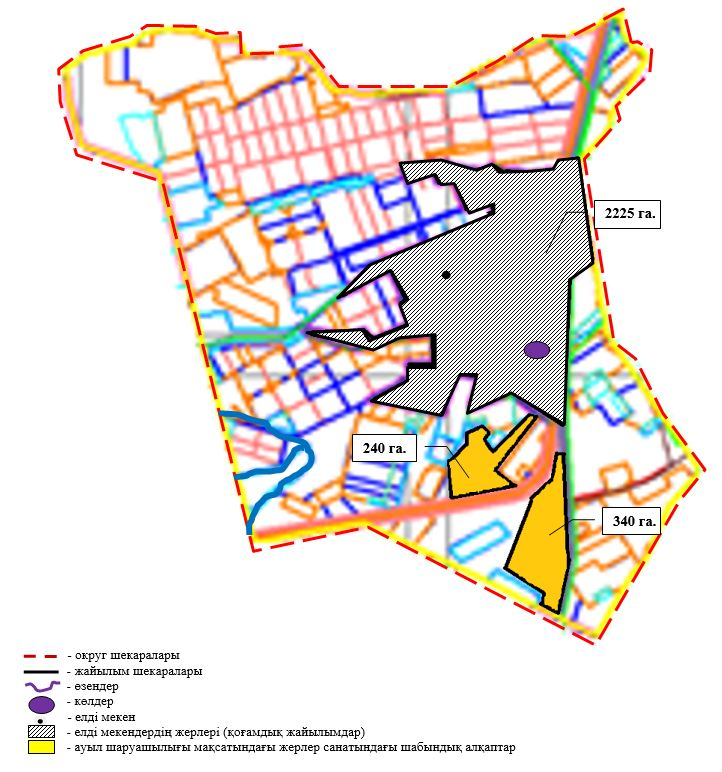 2225 га.
240 га.
340 га.
- округ шекаралары
- жайылым шекаралары
- өзендер
- көлдер
- елді мекен
- елді мекендердің жерлері (қоғамдық жайылымдар)
- ауыл шаруашылығы мақсатындағы жерлер санатындағы шабындық алқаптар